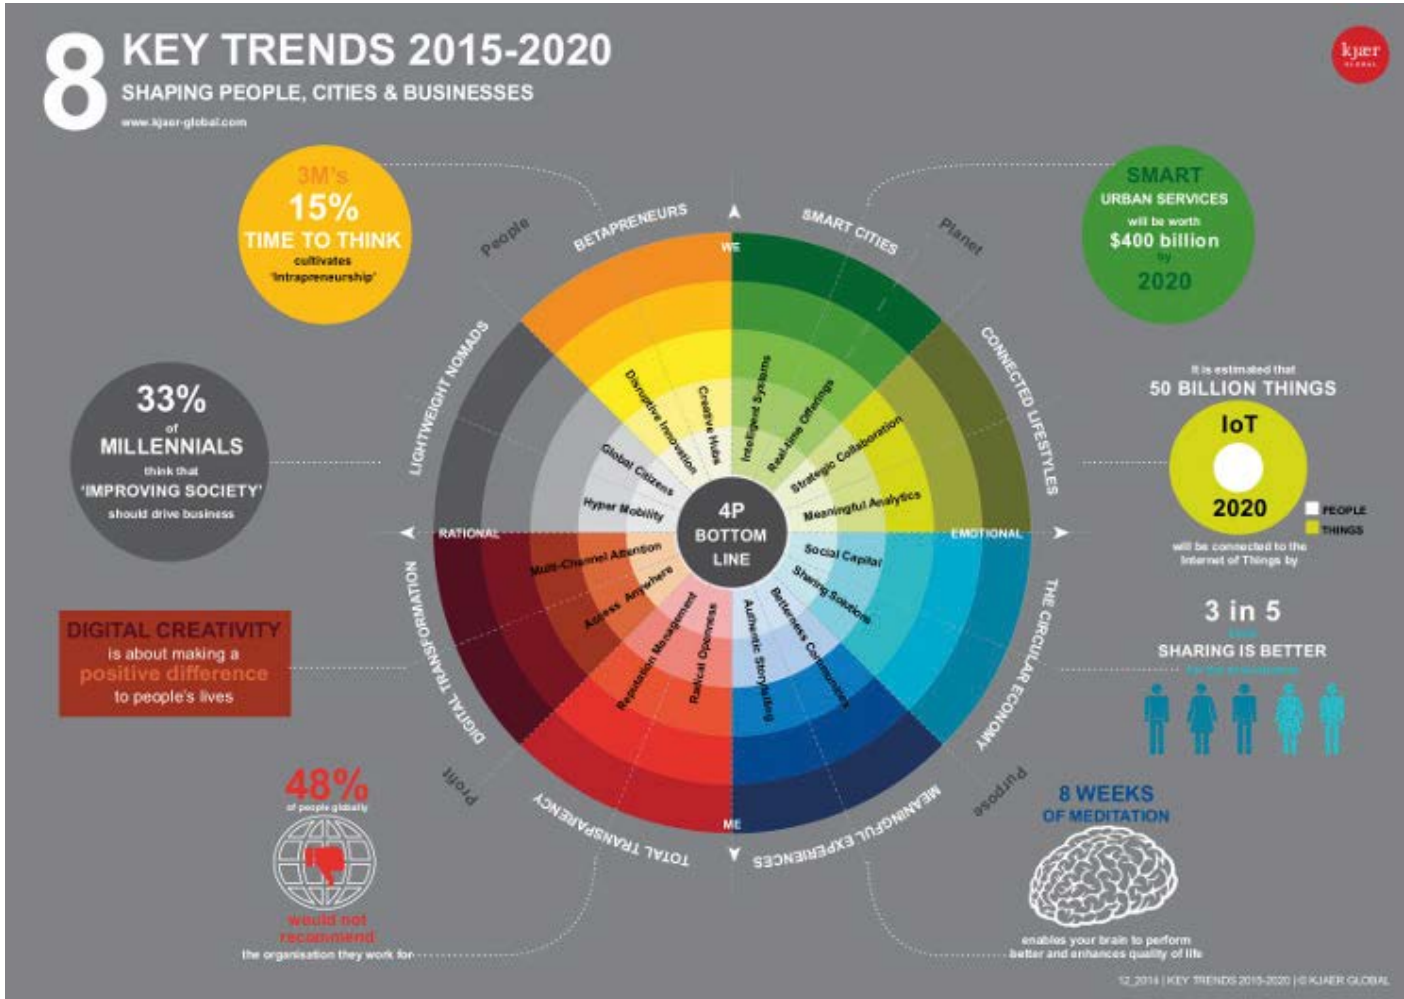 8
KEY TRENDS 2015-2020
SHAPING PEOPLE, CITIES & BUSINESSES
www.kjaer-global.com
kjær
GLOBAL
3M's
15%
TIME TO THINK
cultivates
'Intrapreneurship'
SMART
URBAN SERVICES
will be worth
$400 billion
by
2020
People
Planet
BETAPRENEURS
SMART CITIES
WE
LIGHTWEIGHT NOMADS
CONNECTED LIFESTYLES
33%
of
MILLENNIALS
think that
'IMPROVING SOCIETY'
should drive business
It is estimated that
50 BILLION THINGS
IoT
2020
PEOPLE
THINGS
will be connected to the
Internet of Things by
Disruptive Innovation
Creative Hubs
Intelligent Systems
Real-time Offerings
Global Citizens
Strategic Collaboration
Hyper Mobility
Meaningful Analytics
4P
BOTTOM
LINE
RATIONAL
EMOTIONAL
Multi-Channel Attention
Social Capital
Access Anywhere
Sharing Solutions
Reputation Management
Radical Openness
Authentic Storytelling
Betterness Communities
DIGITAL TRANSFORMATION
THE CIRCULAR ECONOMY
DIGITAL CREATIVITY
is about making a
positive difference
to people's lives
3 in 5
SHARING IS BETTER
ME
Profit
Purpose
TOTAL TRANSPARENCY
MEANINGFUL EXPERIENCES
48%
of people globally
would not
recommend
the organisation they work for
8 WEEKS
OF MEDITATION
enables your brain to perform
better and enhances quality of life
12_2014 | KEY TRENDS 2015-2020 | © KJAER GLOBAL